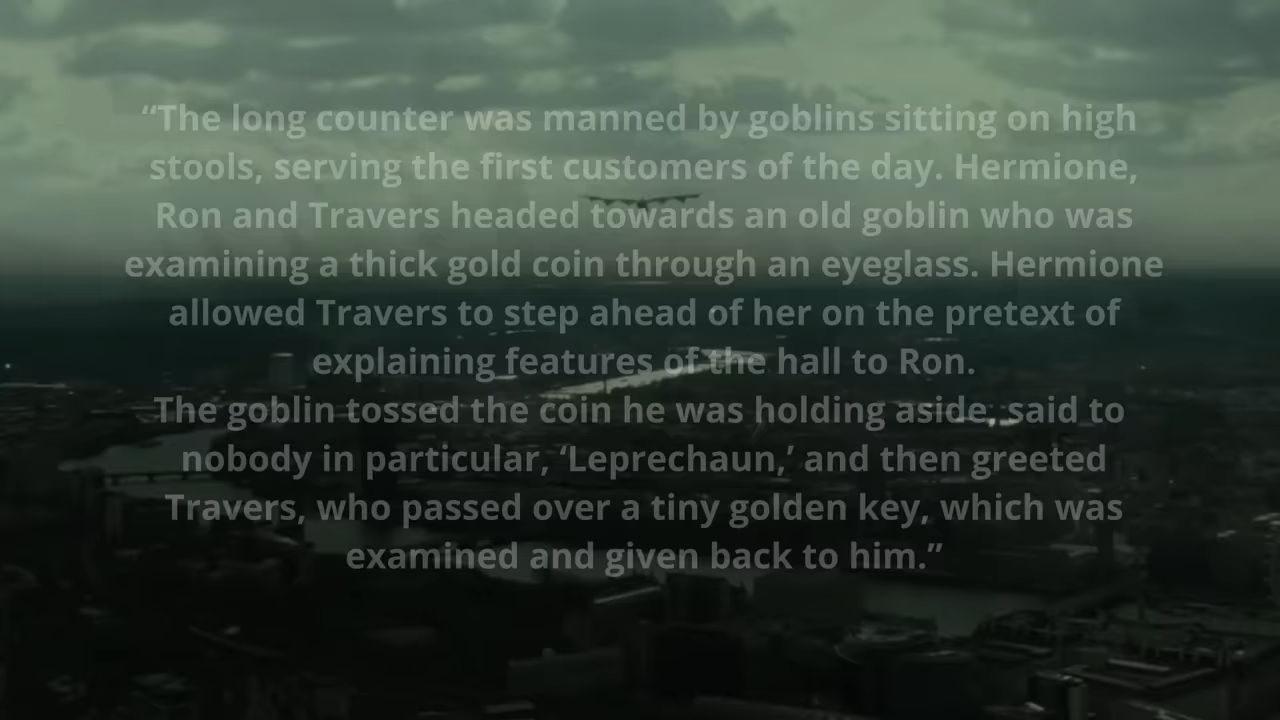 “The long counter was manned by goblins sitting on high
stools, serving the first customers of the day. Hermione,
Ron and Travers headed towards an old goblin who was
examining a thick gold coin through an eyeglass. Hermione
allowed Travers to step ahead of her on the pretext of
explaining features of the hall to Ron.
The goblin tossed the coin he was holding aside, said to
nobody in particular, ‘Leprechaun,’ and then greeted
Travers, who passed over a tiny golden key, which was
examined and given back to him.”